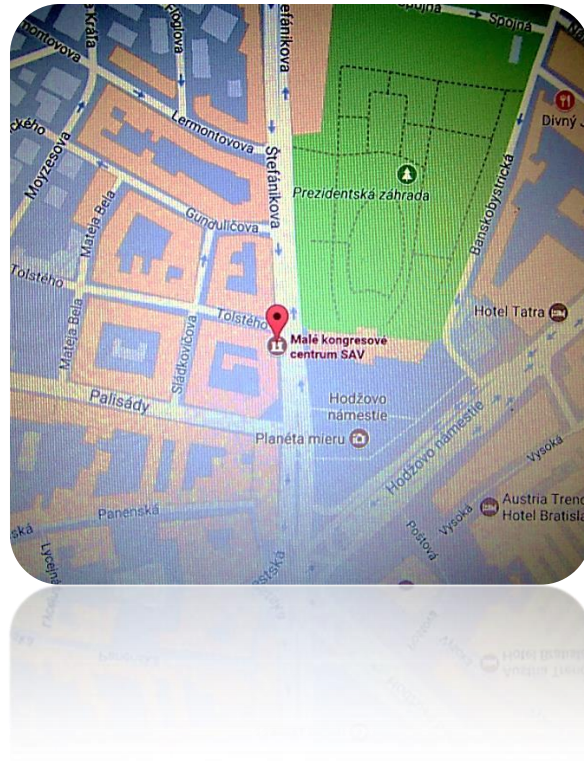 Spojná
Spojná
Lermontovova
Štefánikova
Moyzesova
Divný
Prezidentská záhrada
Štefánikova
Banskobystrická
Mateja Bela
Gunduličova
Tolstého
Tolstého
Hotel Tatra
Malé kongresové
centrum SAV
Mateja Bela
Sládkovičova
Palisády
Hodžovo
námestie
Planéta mieru
Hodžovo námestie
Vysoká
Panenská
Vysoká
Austria Trend
Hotel Bratisla
Poštová
Lycejná